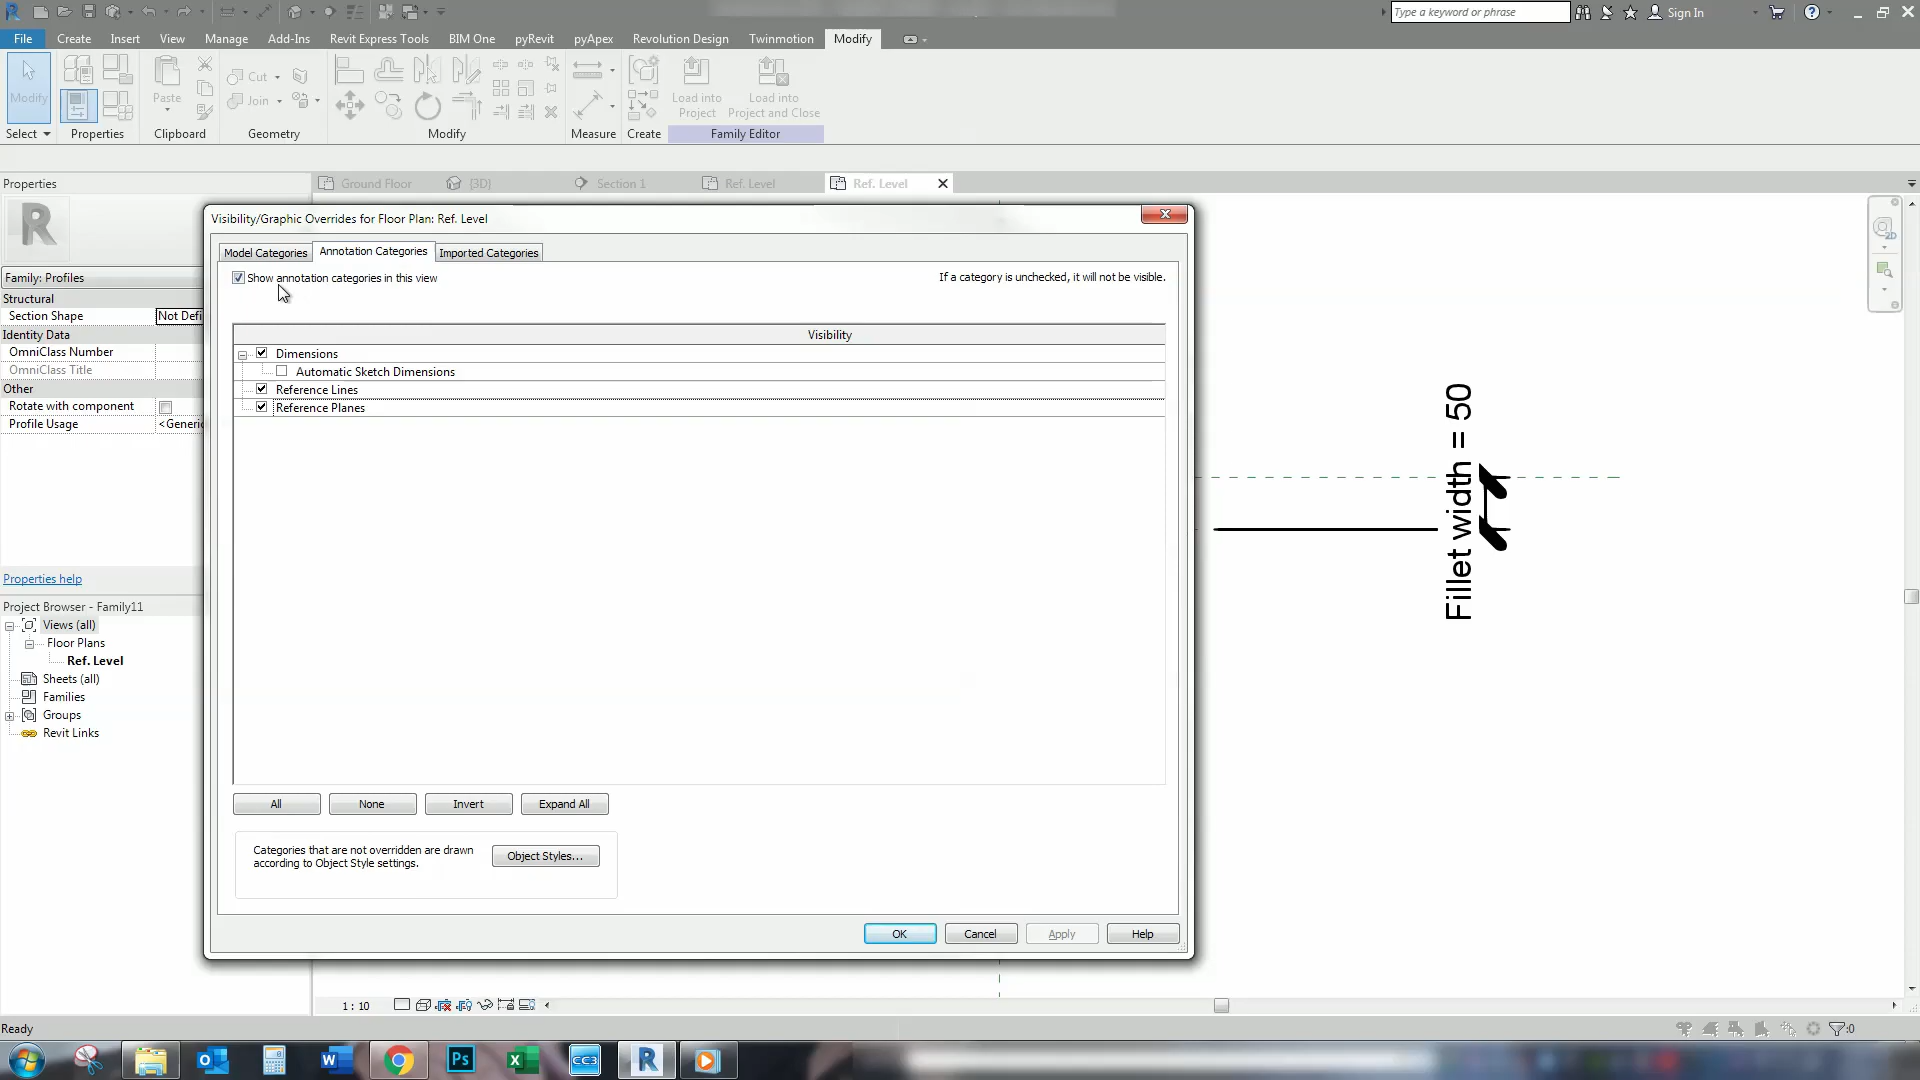 Type a keyword or phrase
Sign In
File Create Insert View Manage Add-Ins Revit Express Tools BIM One pyRevit pyApex Revolution Design Twinmotion Modify
Modify
Paste
Cut
Join
Load into Project
Load into Project and Close
Select Properties Clipboard Geometry Modify Measure Create Family Editor
Properties
Ground Floor {3D} Section 1 Ref. Level Ref. Level
Family: Profiles
Structural
Section Shape Not Defi
Identity Data
OmniClass Number
OmniClass Title
Other
Rotate with component
Profile Usage <Generic
Properties help
Project Browser - Family11
Views (all)
Floor Plans
Ref. Level
Sheets (all)
Families
Groups
Revit Links
Visibility/Graphic Overrides for Floor Plan: Ref. Level
Model Categories Annotation Categories Imported Categories
Show annotation categories in this view
If a category is unchecked, it will not be visible.
Visibility
Dimensions
Automatic Sketch Dimensions
Reference Lines
Reference Planes
All None Invert Expand All
Categories that are not overridden are drawn
according to Object Style settings.
Object Styles...
OK Cancel Apply Help
Fillet width = 50
1 : 10
Ready
:0